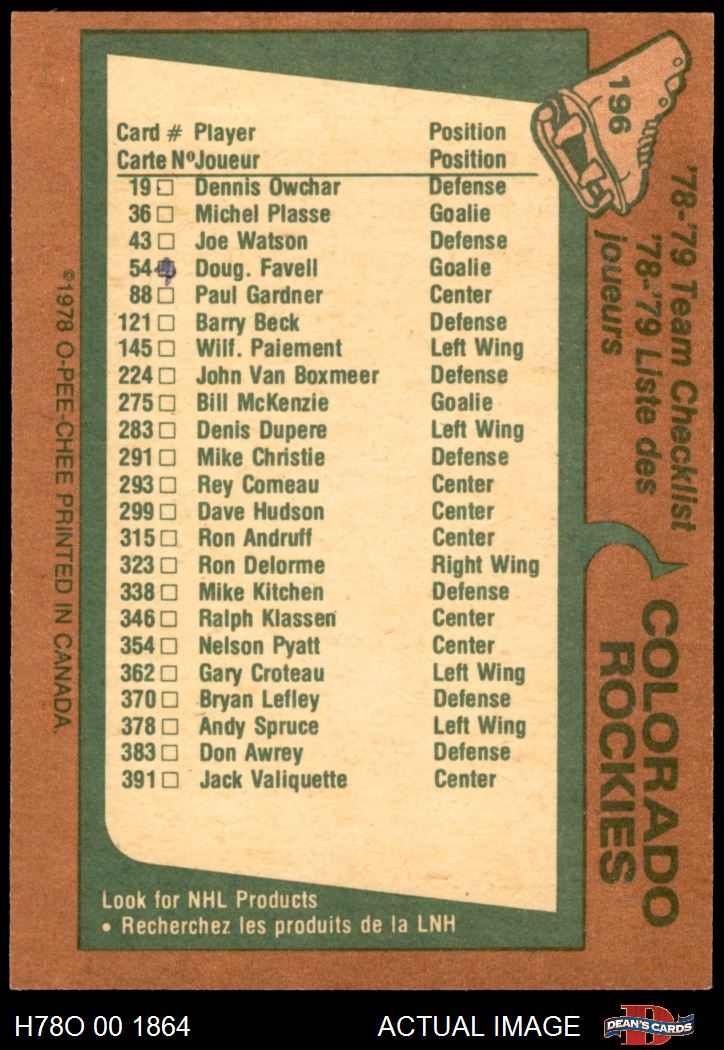 196
'78-'79 Team Checklist
'78-'79 Liste des
joueurs
COLORADO
ROCKIES
Card # Player Position
Carte Nº Joueur Position
19 Dennis Owchar Defense
36 Michel Plasse Goalie
43 Joe Watson Defense
54 Doug. Favell Goalie
88 Paul Gardner Center
121 Barry Beck Defense
145 Wilf. Paiement Left Wing
224 John Van Boxmeer Defense
275 Bill McKenzie Goalie
283 Denis Dupere Left Wing
291 Mike Christie Defense
293 Rey Comeau Center
299 Dave Hudson Center
315 Ron Andruff Center
323 Ron Delorme Right Wing
338 Mike Kitchen Defense
346 Ralph Klassen Center
354 Nelson Pyatt Center
362 Gary Croteau Left Wing
370 Bryan Lefley Defense
378 Andy Spruce Left Wing
383 Don Awrey Defense
391 Jack Valiquette Center
Look for NHL Products
• Recherchez les produits de la LNH
©1978 O-PEE-CHEE PRINTED IN CANADA.
H78O 00 1864 ACTUAL IMAGE
D
DEAN'S CARDS